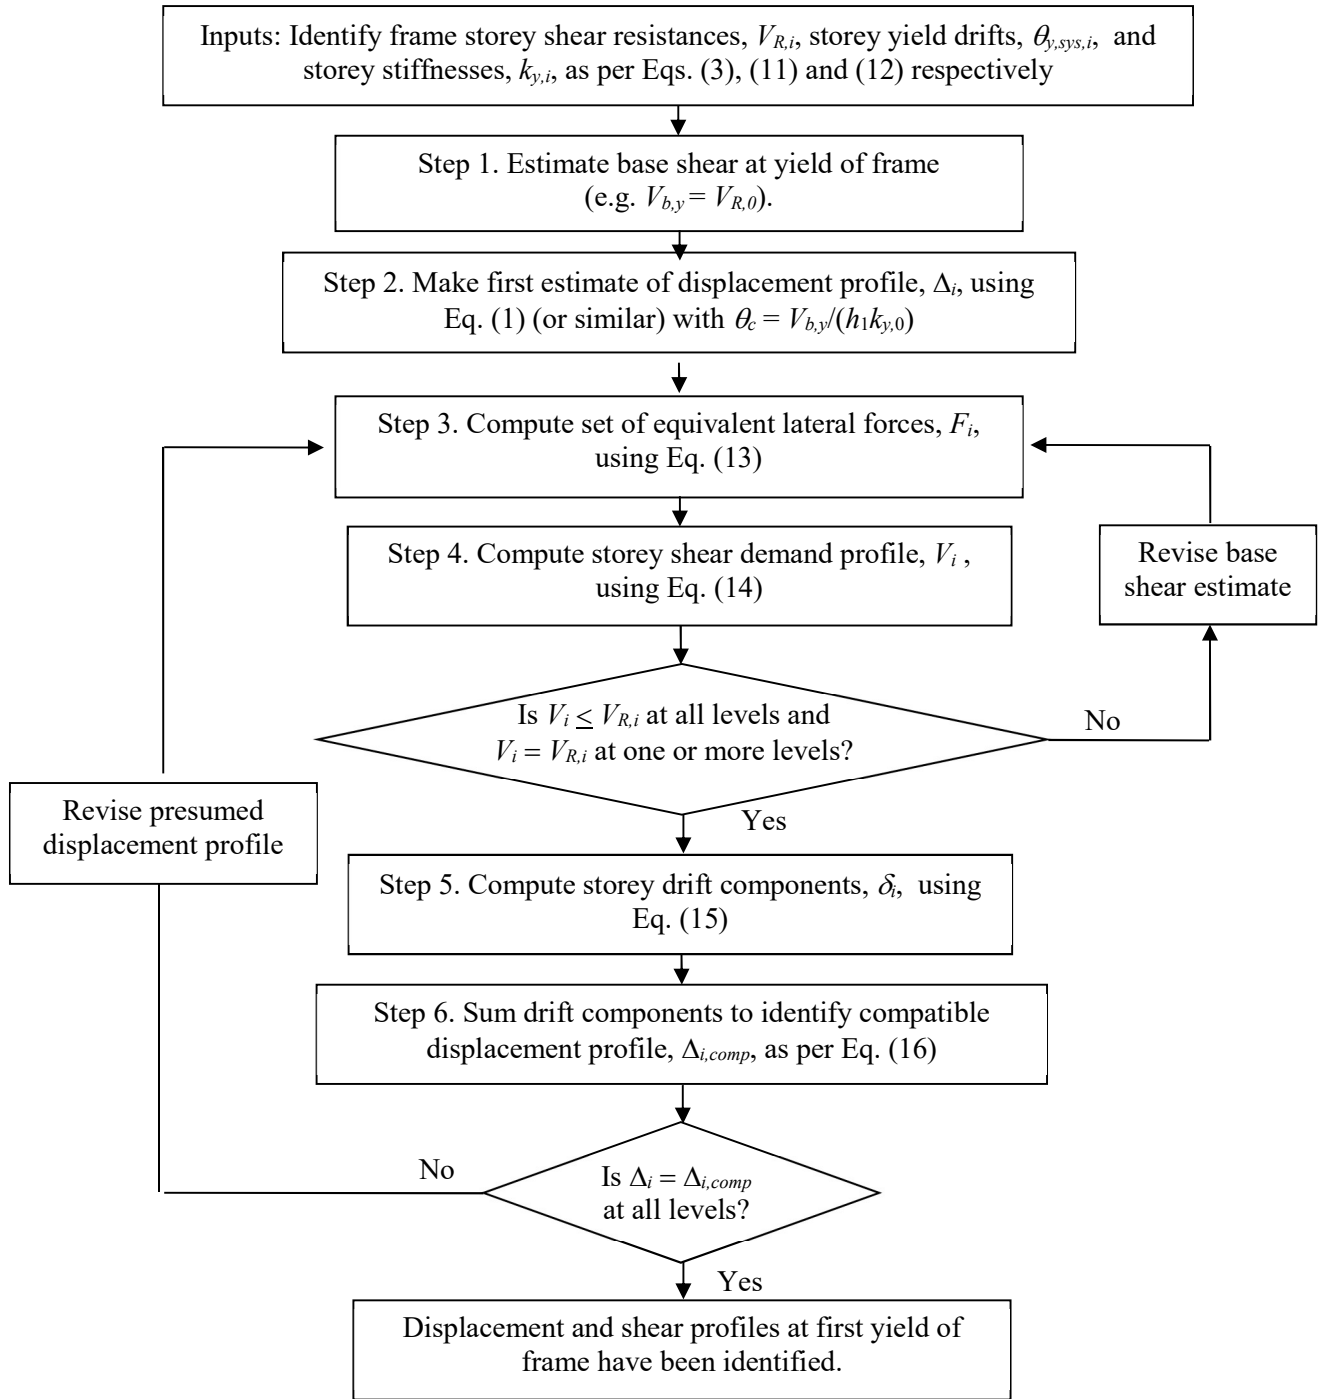 Inputs: Identify frame storey shear resistances, V_{R,i}, storey yield drifts, θ_{y,sys,i}, and
storey stiffnesses, k_{y,i}, as per Eqs. (3), (11) and (12) respectively
Step 1. Estimate base shear at yield of frame
(e.g. V_{b,y} = V_{R,0}).
Step 2. Make first estimate of displacement profile, Δ_i, using
Eq. (1) (or similar) with θ_c = V_{b,y}/(h_1k_{y,0})
Step 3. Compute set of equivalent lateral forces, F_i,
using Eq. (13)
Step 4. Compute storey shear demand profile, V_i ,
using Eq. (14)
Revise base
shear estimate
Is V_i ≤ V_{R,i} at all levels and
V_i = V_{R,i} at one or more levels?
No
Yes
Revise presumed
displacement profile
Step 5. Compute storey drift components, δ_i, using
Eq. (15)
Step 6. Sum drift components to identify compatible
displacement profile, Δ_{i,comp}, as per Eq. (16)
No
Is Δ_i = Δ_{i,comp}
at all levels?
Yes
Displacement and shear profiles at first yield of
frame have been identified.